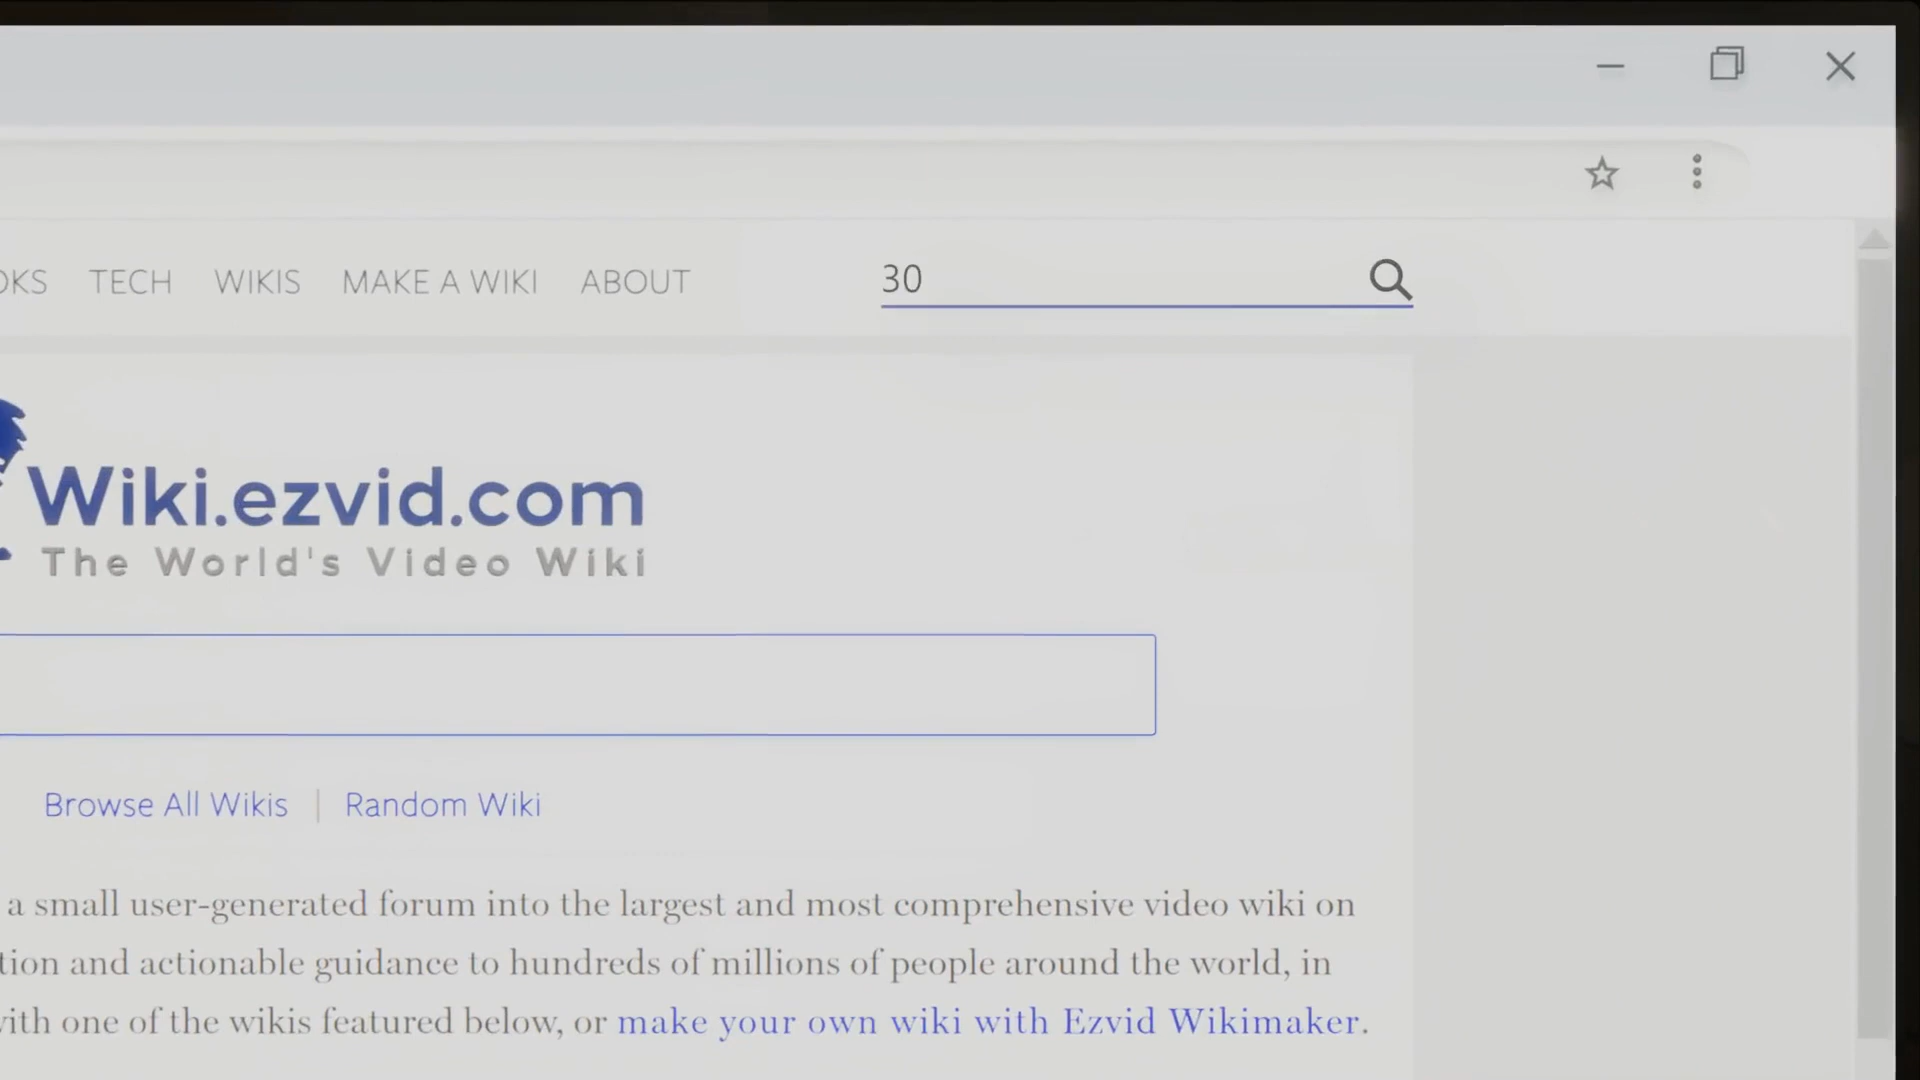 TECH WIKIS MAKE A WIKI ABOUT 30
Wiki.ezvid.com
The World's Video Wiki
Browse All Wikis | Random Wiki
a small user-generated forum into the largest and most comprehensive video wiki on
and actionable guidance to hundreds of millions of people around the world, in
one of the wikis featured below, or make your own wiki with Ezvid Wikimaker.